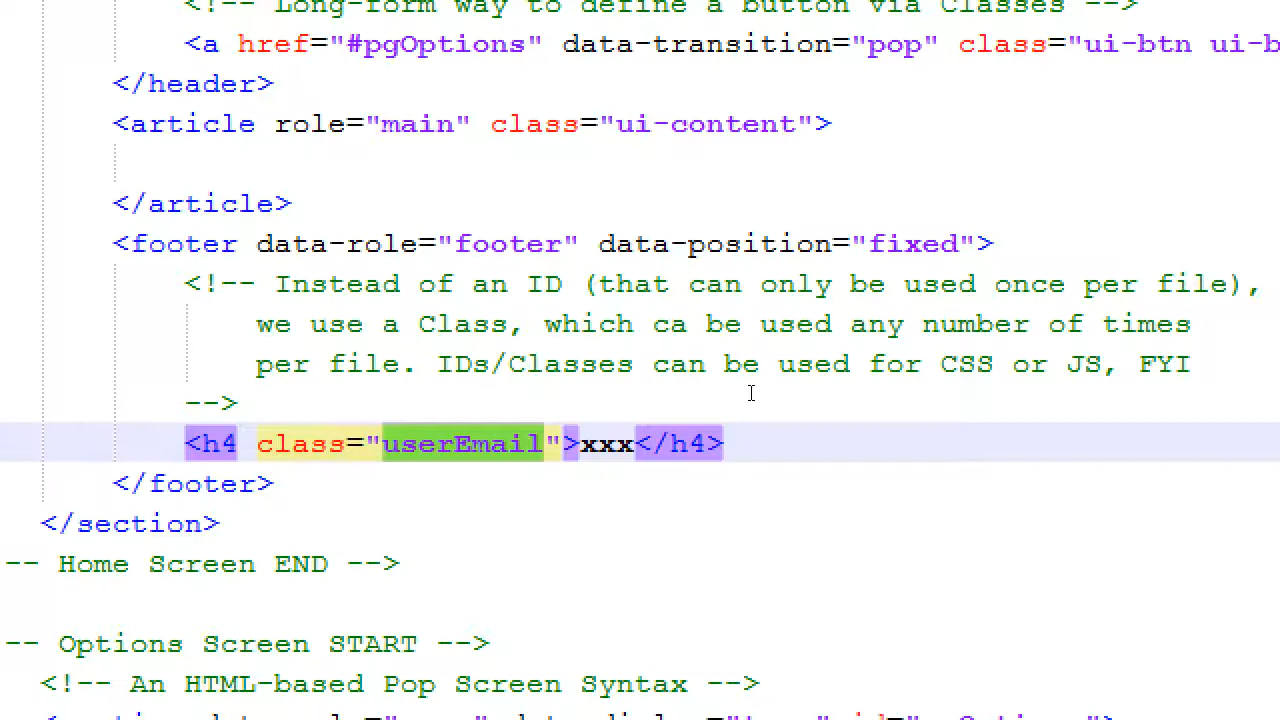 <!-- Long-form way to define a button via Classes -->
<a href="#pgOptions" data-transition="pop" class="ui-btn ui-b
</header>
<article role="main" class="ui-content">
</article>
<footer data-role="footer" data-position="fixed">
<!-- Instead of an ID (that can only be used once per file),
we use a Class, which ca be used any number of times
per file. IDs/Classes can be used for CSS or JS, FYI
-->
<h4 class="userEmail">xxx</h4>
</footer>
</section>
-- Home Screen END -->
-- Options Screen START -->
<!-- An HTML-based Pop Screen Syntax -->